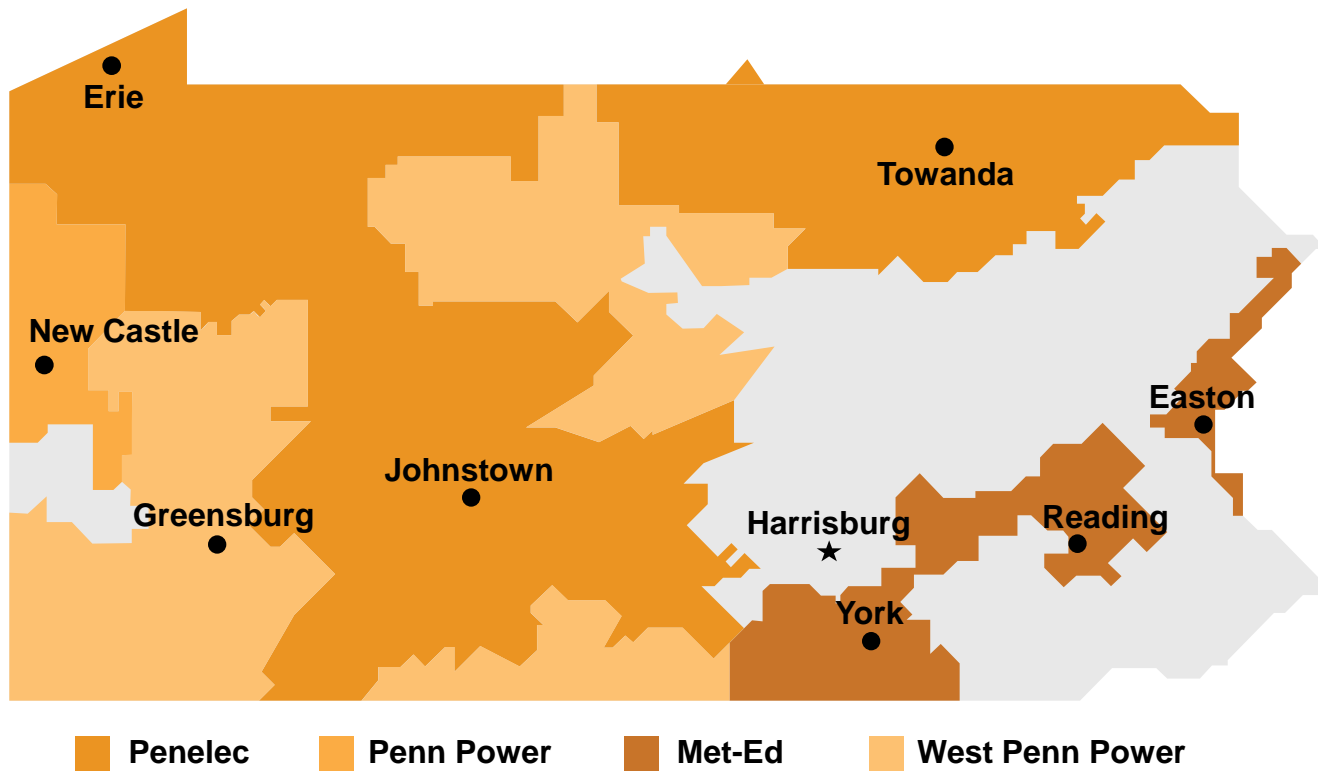 Erie
Towanda
New Castle
Easton
Johnstown
Greensburg
Harrisburg
Reading
York
Penelec
Penn Power
Met-Ed
West Penn Power